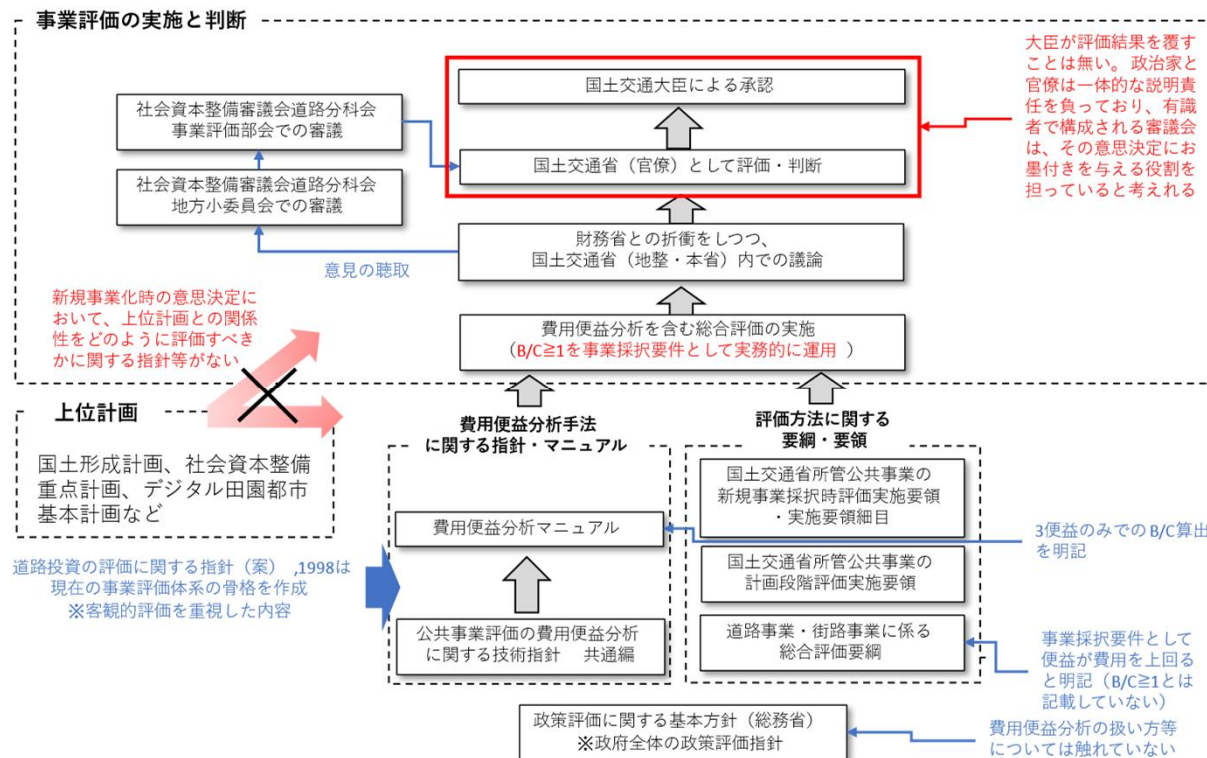 事業評価の実施と判断
大臣が評価結果を覆す
ことは無い。政治家と
官僚は一体的な説明責
任を負っており、有識
者で構成される審議会
は、その意思決定にお
墨付きを与える役割を
担っていると考えれる
国土交通大臣による承認
社会資本整備審議会道路分科会
事業評価部会での審議
国土交通省（官僚）として評価・判断
社会資本整備審議会道路分科会
地方小委員会での審議
財務省との折衝をしつつ、
国土交通省（地整・本省）内での議論
意見の聴取
新規事業化時の意思決定に
おいて、上位計画との関係
性をどのように評価すべき
かに関する指針等がない
費用便益分析を含む総合評価の実施
（B/C≧1を事業採択要件として実務的に運用 ）
上位計画
国土形成計画、社会資本整備
重点計画、デジタル田園都市
基本計画など
費用便益分析手法
に関する指針・マニュアル
評価方法に関する
要綱・要領
国土交通省所管公共事業の
新規事業採択時評価実施要領
・実施要領細目
費用便益分析マニュアル
3便益のみでのB/C算出
を明記
道路投資の評価に関する指針（案）,1998は
現在の事業評価体系の骨格を作成
※客観的評価を重視した内容
国土交通省所管公共事業の
計画段階評価実施要領
公共事業評価の費用便益分析
に関する技術指針　共通編
道路事業・街路事業に係る
総合評価要綱
事業採択要件として
便益が費用を上回る
と明記（B/C≧1とは
記載していない）
政策評価に関する基本方針（総務省）
※政府全体の政策評価指針
費用便益分析の扱い方等
については触れていない